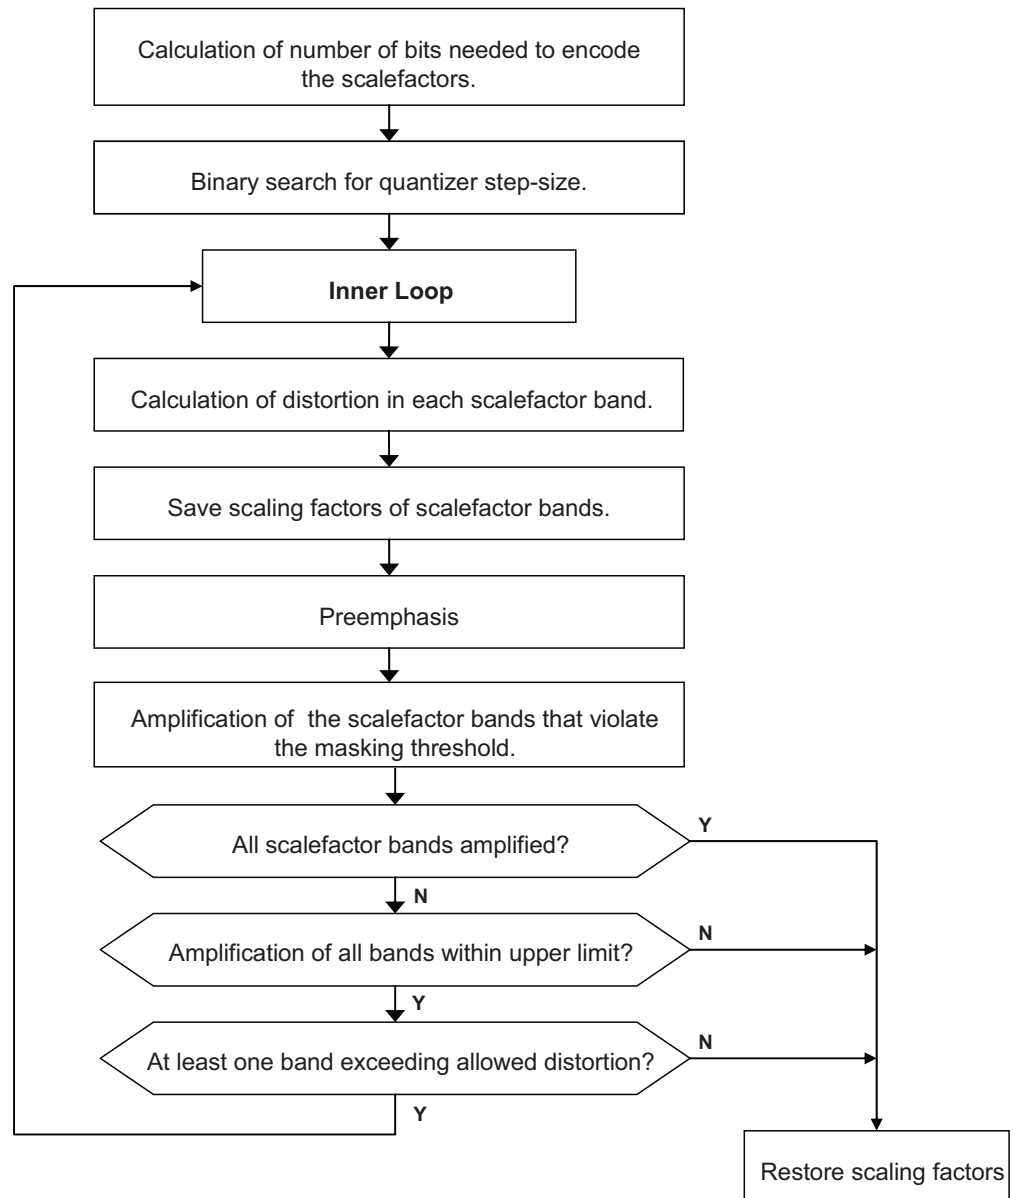 Calculation of number of bits needed to encode
the scalefactors.
Binary search for quantizer step-size.
Inner Loop
Calculation of distortion in each scalefactor band.
Save scaling factors of scalefactor bands.
Preemphasis
Amplification of  the scalefactor bands that violate
the masking threshold.
All scalefactor bands amplified?
Y
N
Amplification of all bands within upper limit?
N
Y
At least one band exceeding allowed distortion?
N
Y
Restore scaling factors